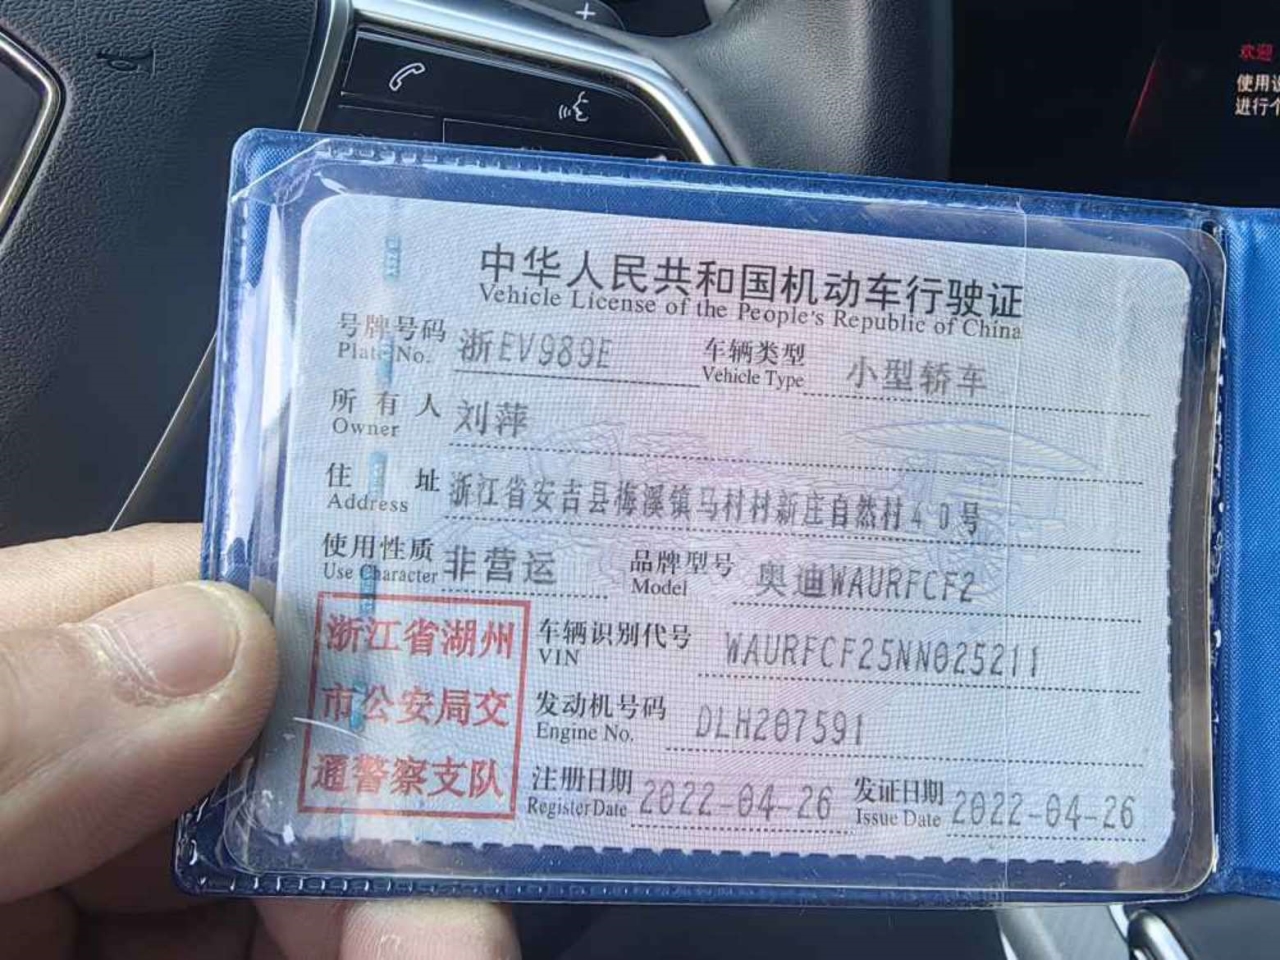 欢迎
使用
进行个
中华人民共和国机动车行驶证
Vehicle License of the People's Republic of China
号牌号码 浙EV989E 车辆类型 小型轿车
Plate No. Vehicle Type
所有人 刘萍
Owner
住址 浙江省安吉县梅溪镇马村村新庄自然村40号
Address
使用性质 非营运 品牌型号 奥迪WAURFCF2
Use Character Model
浙江省湖州
市公安局交
通警察支队
车辆识别代号 WAURFCF25NN025211
VIN
发动机号码 DLH207591
Engine No.
注册日期 2022-04-26 发证日期 2022-04-26
Register Date Issue Date